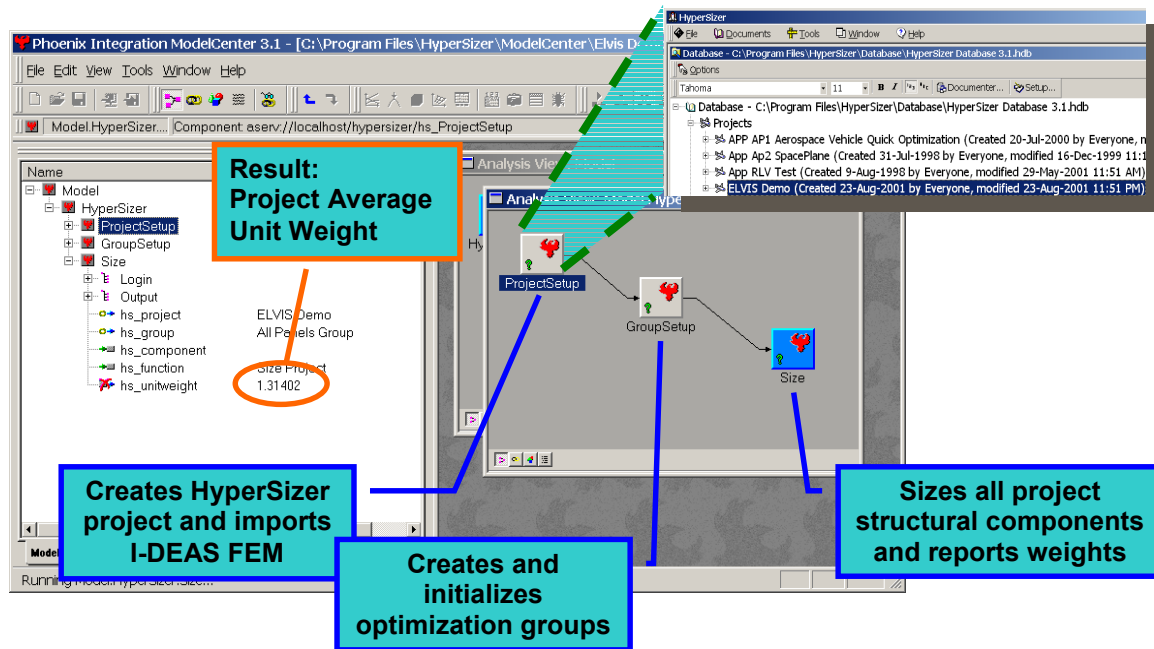 Phoenix Integration ModelCenter 3.1 - [C:\Program Files\HyperSizer\ModelCenter\Elvis D
File Edit View Tools Window Help
Model.HyperSizer.... Component: aserv://localhost/hypersizer/hs_ProjectSetup
Name
Model
HyperSizer
ProjectSetup
GroupSetup
Size
Login
Output
hs_project ELVIS Demo
hs_group All Panels Group
hs_component
hs_function Size Project
hs_unitweight 1.31402
Result:
Project Average
Unit Weight
HyperSizer
File Documents Tools Window Help
Database - C:\Program Files\HyperSizer\Database\HyperSizer Database 3.1.hdb
Options
Tahoma 11 B I Documenter... Setup...
Database - C:\Program Files\HyperSizer\Database\HyperSizer Database 3.1.hdb
Projects
APP AP1 Aerospace Vehicle Quick Optimization (Created 20-Jul-2000 by Everyone, m
App Ap2 SpacePlane (Created 31-Jul-1998 by Everyone, modified 16-Dec-1999 11:1
App RLV Test (Created 9-Aug-1998 by Everyone, modified 29-May-2001 11:51 AM)
ELVIS Demo (Created 23-Aug-2001 by Everyone, modified 23-Aug-2001 11:51 PM)
Analysis View
Hy
ProjectSetup
GroupSetup
Size
Creates HyperSizer
project and imports
I-DEAS FEM
Creates and
initializes
optimization groups
Sizes all project
structural components
and reports weights
Model
Running Model.HyperSizer.Size...